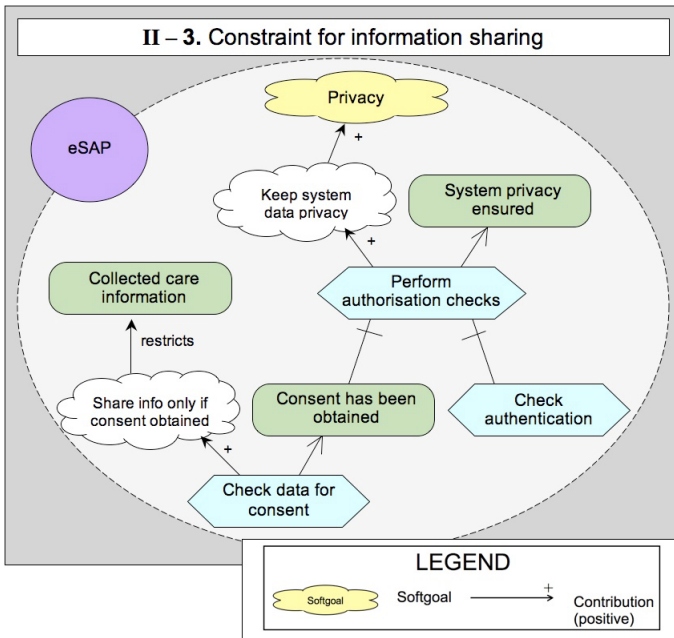 II – 3. Constraint for information sharing
eSAP
Privacy
+
Keep system
data privacy
System privacy
ensured
+
Collected care
information
Perform
authorisation checks
restricts
Share info only if
consent obtained
Consent has been
obtained
Check
authentication
+
Check data for
consent
LEGEND
Softgoal
Softgoal
+
Contribution
(positive)